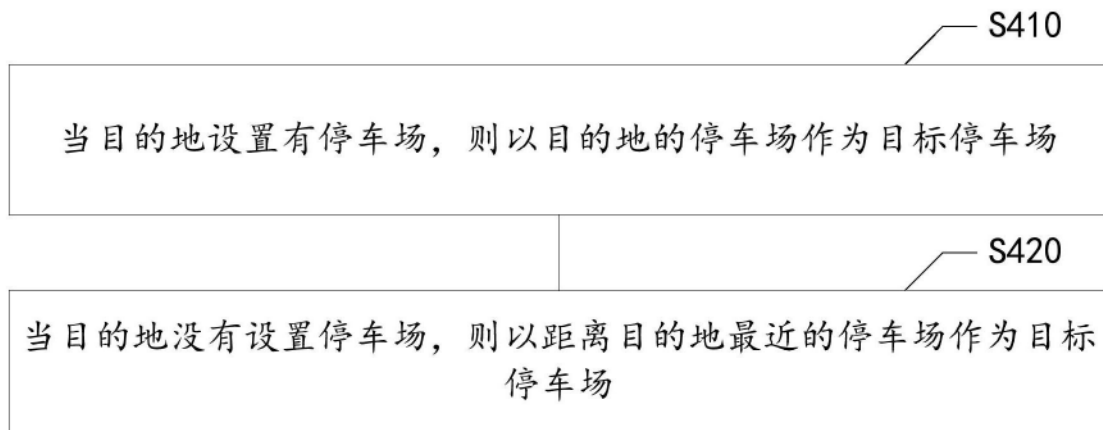 S410
当目的地设置有停车场，则以目的地的停车场作为目标停车场
S420
当目的地没有设置停车场，则以距离目的地最近的停车场作为目标
停车场